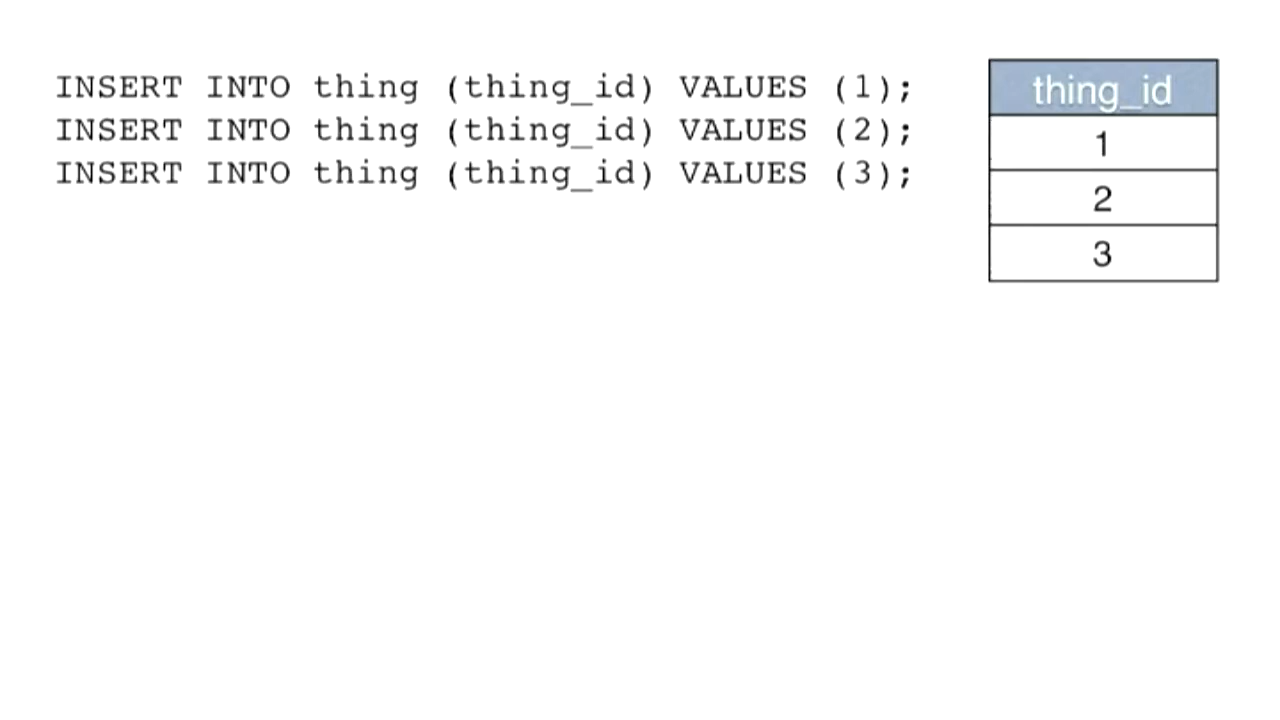 INSERT INTO thing (thing_id) VALUES (1);
INSERT INTO thing (thing_id) VALUES (2);
INSERT INTO thing (thing_id) VALUES (3);
thing_id
1
2
3